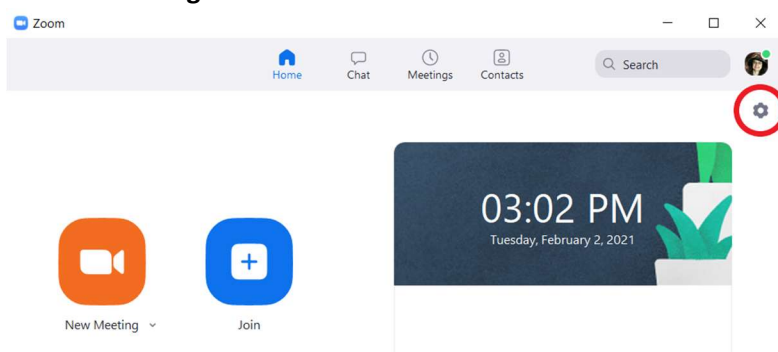 Zoom
Home
Chat
Meetings
Contacts
Search
03:02 PM
Tuesday, February 2, 2021
New Meeting
Join